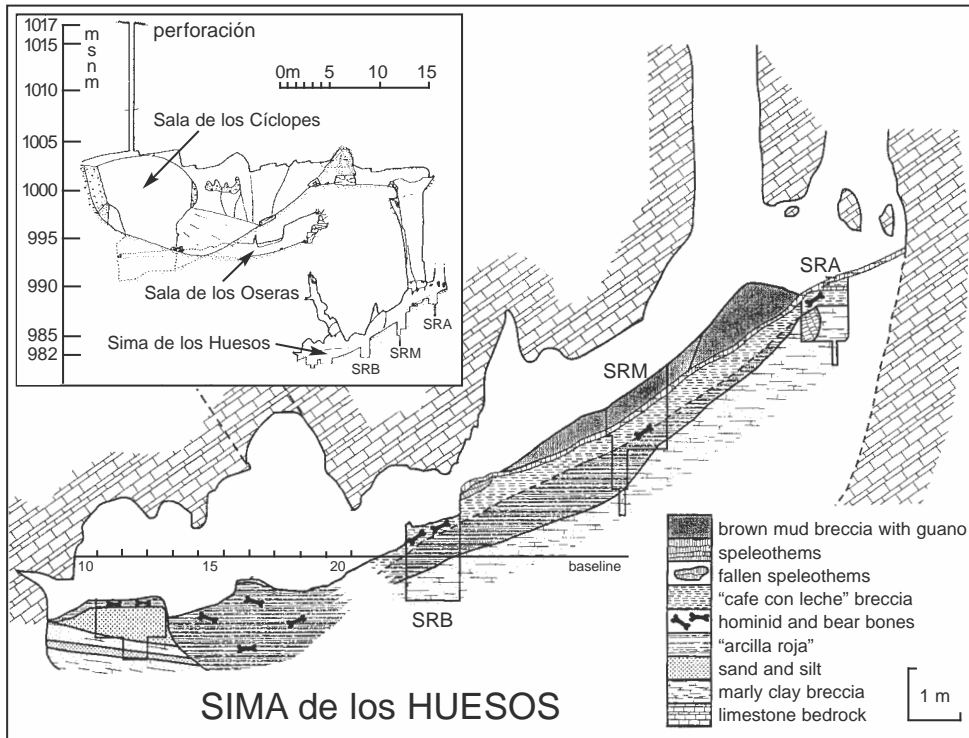 1017
1015
1010
1005
1000
995
990
985
982
m
s
n
m
perforación
0m 5 10 15
Sala de los Cíclopes
Sala de los Oseras
Sima de los Huesos
SRA
SRM
SRB
SRA
SRM
10 15 20 baseline
SRB
brown mud breccia with guano
speleothems
fallen speleothems
“cafe con leche” breccia
hominid and bear bones
“arcilla roja”
sand and silt
marly clay breccia
limestone bedrock
1 m
SIMA de los HUESOS